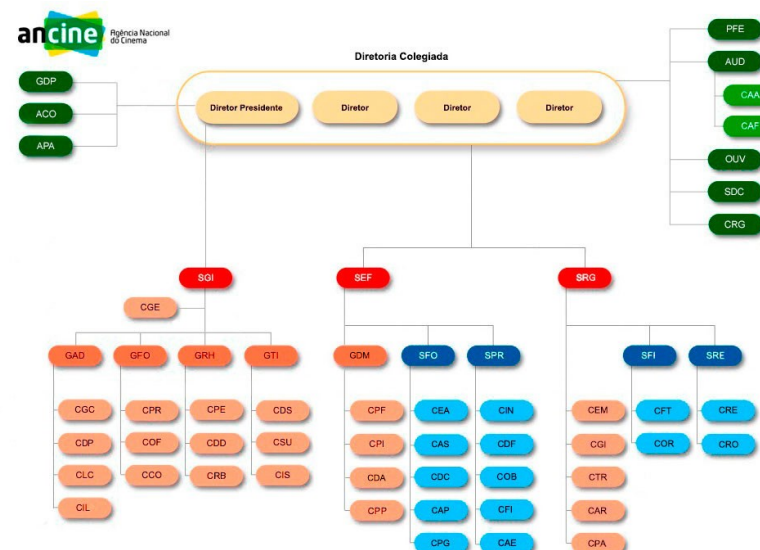 ancine Agência Nacional
do Cinema
Diretoria Colegiada
Diretor Presidente
Diretor
Diretor
Diretor
GDP
ACO
APA
PFE
AUD
CAA
CAF
OUV
SDC
CRG
SGI
CGE
GAD
GFO
GRH
GTI
CGC
CPR
CPE
CDS
CDP
COF
CDD
CSU
CLC
CCO
CRB
CIS
CIL
SEF
GDM
SFO
SPR
CPF
CEA
CIN
CPI
CAS
CDF
CDA
CDC
COB
CPP
CAP
CFI
CPG
CAE
SRG
SFI
SRE
CEM
CFT
CRE
CGI
COR
CRO
CTR
CAR
CPA